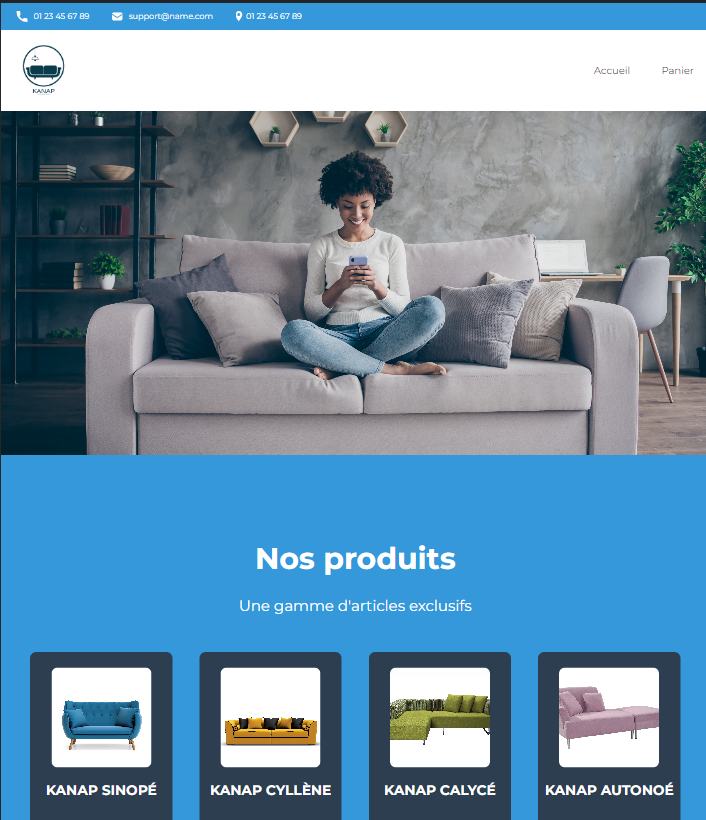 01 23 45 67 89 support@name.com 01 23 45 67 89
KANAP
Accueil Panier
Nos produits
Une gamme d'articles exclusifs
KANAP SINOPÉ KANAP CYLLÈNE KANAP CALYCÉ KANAP AUTONOÉ